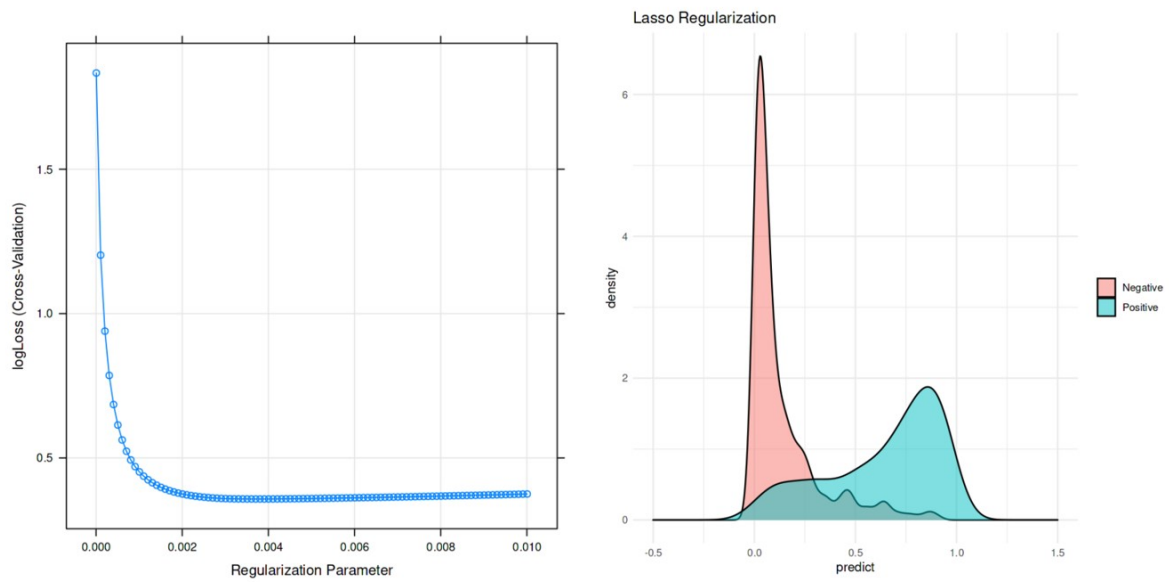 logLoss (Cross-Validation)
1.5
1.0
0.5
0.000 0.002 0.004 0.006 0.008 0.010
Regularization Parameter
Lasso Regularization
density
6
4
2
0
-0.5 0.0 0.5 1.0 1.5
predict
Negative
Positive